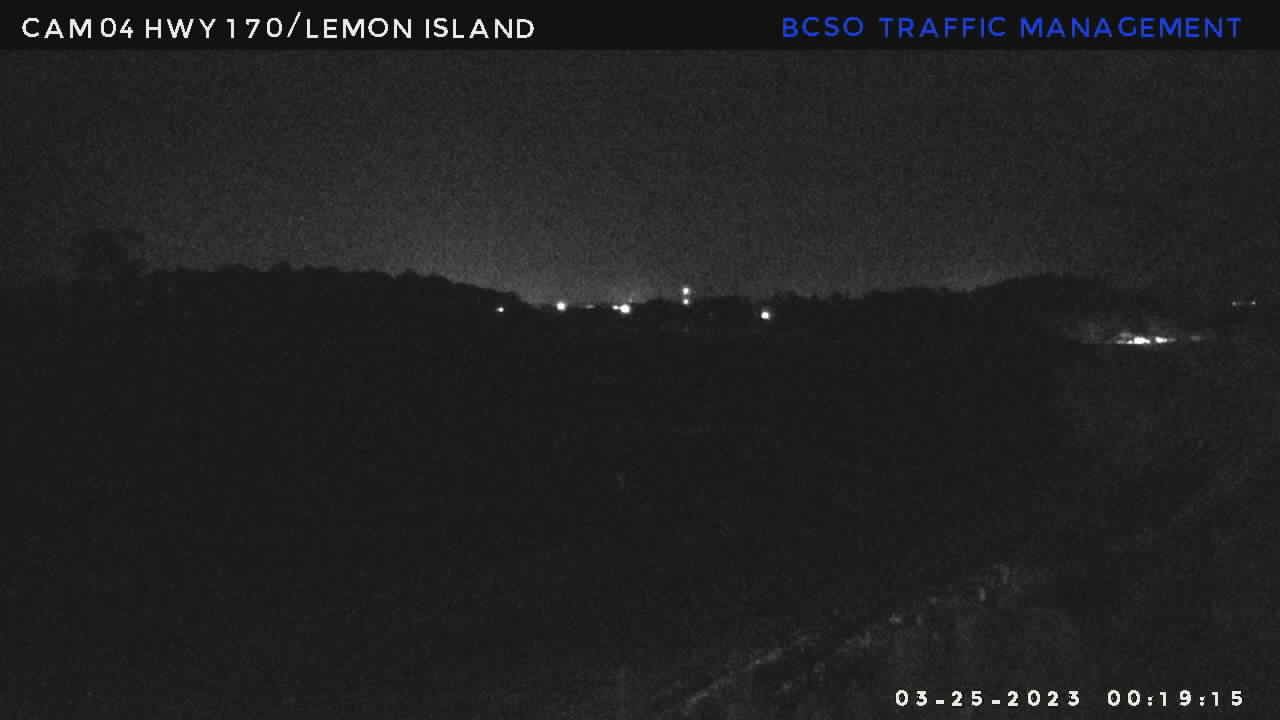 CAM04 HWY 170/LEMON ISLAND
BCSO TRAFFIC MANAGEMENT
03-25-2023 00:19:15